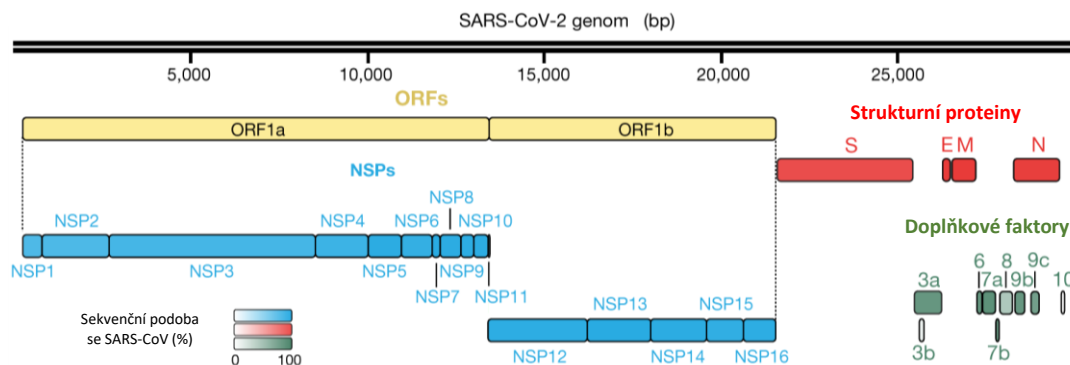 SARS-CoV-2 genom (bp)
5,000 10,000 15,000 20,000 25,000
ORFs
ORF1a ORF1b
Strukturní proteiny
S E M N
NSPs
NSP8
NSP2 NSP4 NSP6 NSP10
NSP1 NSP3 NSP5 NSP9
NSP7 NSP11
Doplňkové faktory
6 8 9c
3a 7a 9b 10
3b 7b
NSP13 NSP15
NSP12 NSP14 NSP16
Sekvenční podoba
se SARS-CoV (%)
0 100